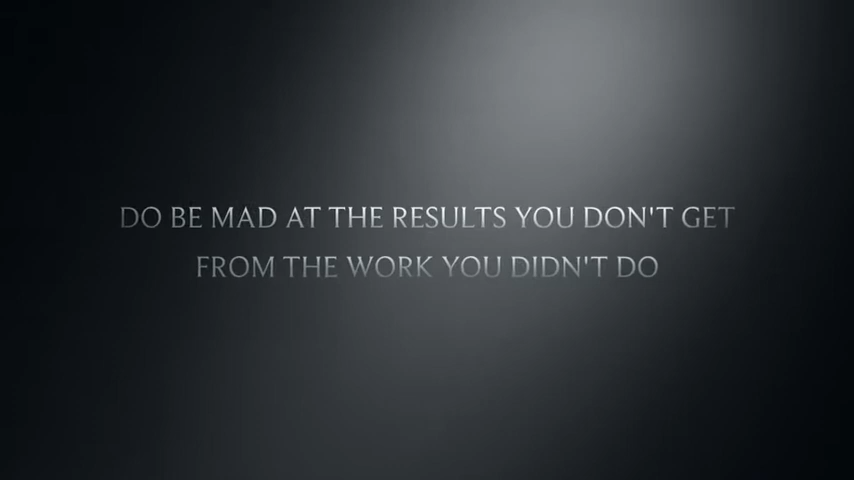 DO BE MAD AT THE RESULTS YOU DON'T GET
FROM THE WORK YOU DIDN'T DO